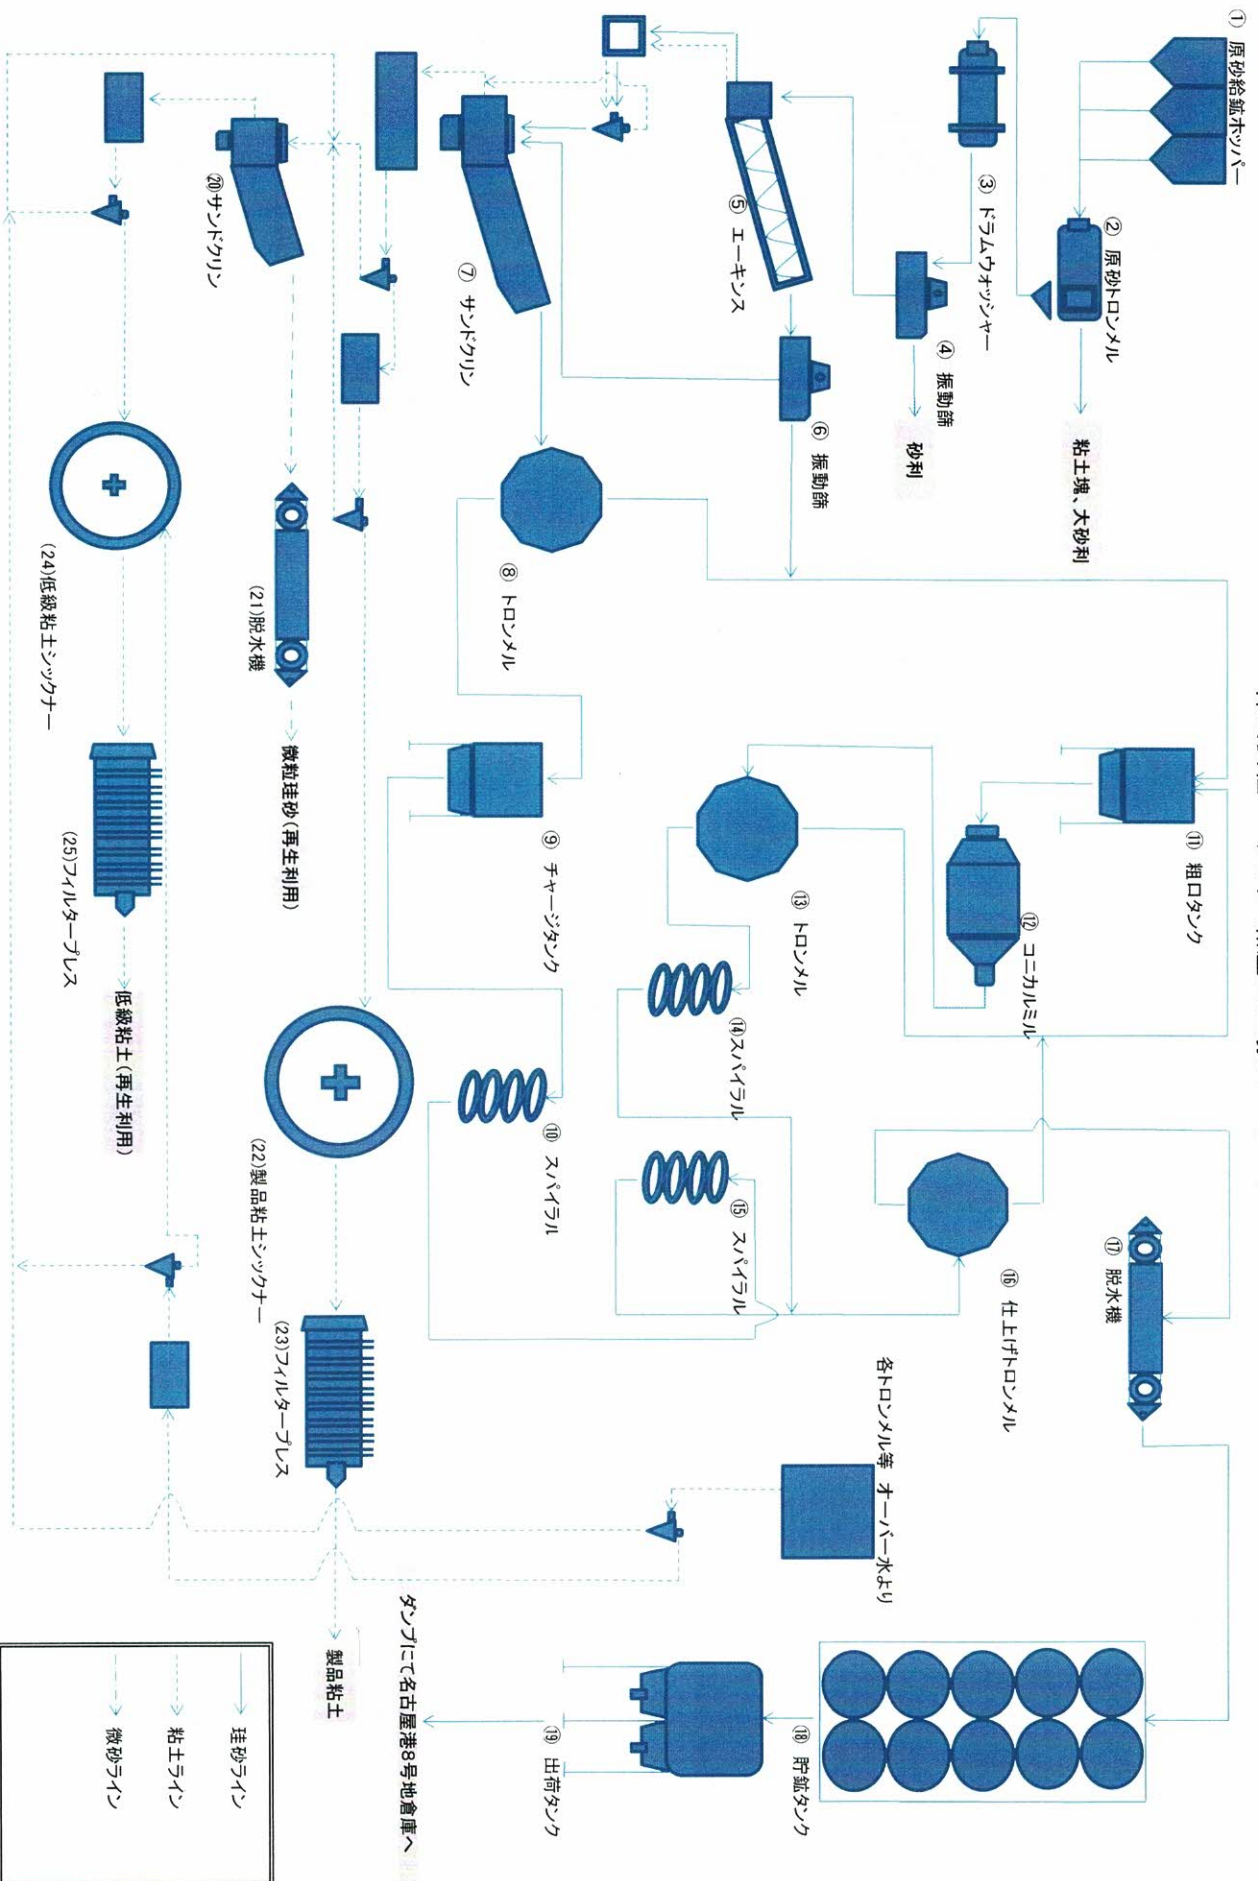 ① 原砂給鉱ホッパー
② 原砂トロンメル
粘土塊、大砂利
③ ドラムウォッシャー
④ 振動篩
砂利
⑤ エーキンス
⑥ 振動篩
⑦ サンドクリン
⑧ トロンメル
⑨ チャージタンク
⑩ スパイラル
⑪ 粗口タンク
⑫ コニカルミル
⑬ トロンメル
⑭スパイラル
⑮ スパイラル
⑯ 仕上げトロンメル
⑰ 脱水機
⑱ 貯鉱タンク
⑲ 出荷タンク
ダンプにて名古屋港8号地倉庫へ
各トロンメル等 オーバー水より
⑳サンドクリン
(21)脱水機
微粒珪砂(再生利用)
(22)製品粘土シックナー
(23)フィルタープレス
製品粘土
(24)低級粘土シックナー
(25)フィルタープレス
低級粘土(再生利用)
珪砂ライン
粘土ライン
微砂ライン